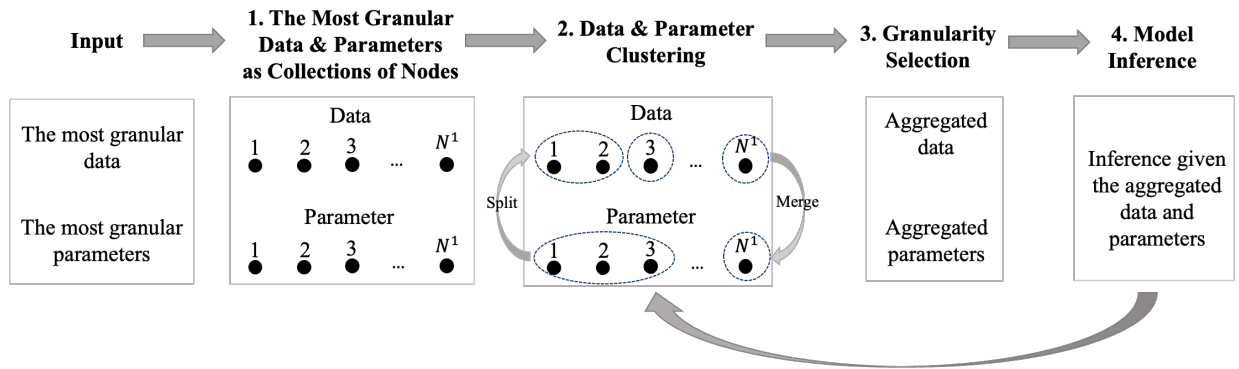 Input
1. The Most Granular
Data & Parameters
as Collections of Nodes
2. Data & Parameter
Clustering
3. Granularity
Selection
4. Model
Inference
The most granular
data
The most granular
parameters
Data
1 2 3 ... N¹
Parameter
1 2 3 ... N¹
Data
1 2 3 ... N¹
Split
Merge
Parameter
1 2 3 ... N¹
Aggregated
data
Aggregated
parameters
Inference given
the aggregated
data and
parameters